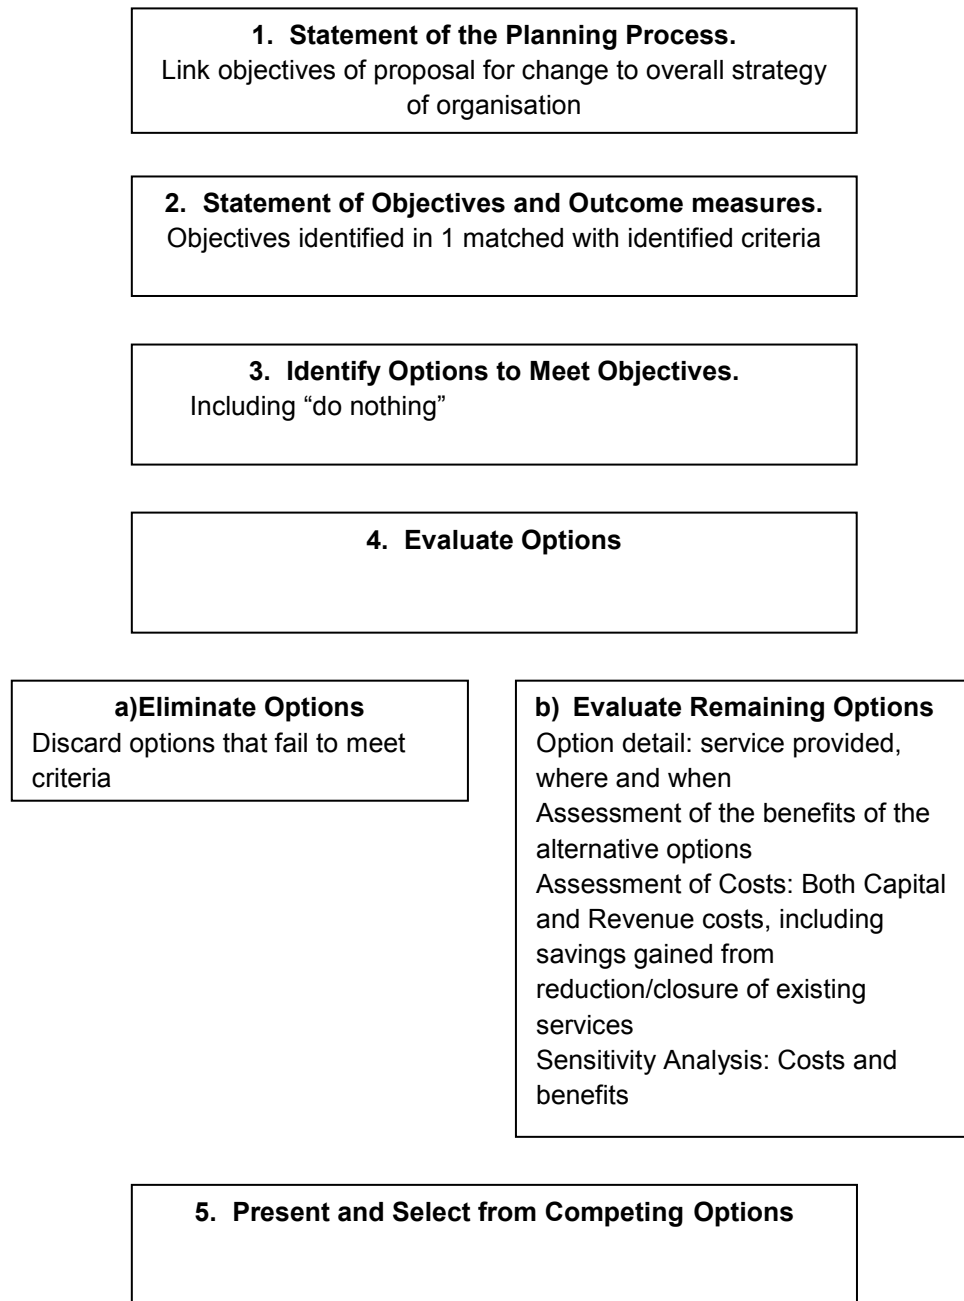 1. Statement of the Planning Process.
Link objectives of proposal for change to overall strategy
of organisation
2. Statement of Objectives and Outcome measures.
Objectives identified in 1 matched with identified criteria
3. Identify Options to Meet Objectives.
Including “do nothing”
4. Evaluate Options
a)Eliminate Options
Discard options that fail to meet
criteria
b) Evaluate Remaining Options
Option detail: service provided,
where and when
Assessment of the benefits of the
alternative options
Assessment of Costs: Both Capital
and Revenue costs, including
savings gained from
reduction/closure of existing
services
Sensitivity Analysis: Costs and
benefits
5. Present and Select from Competing Options